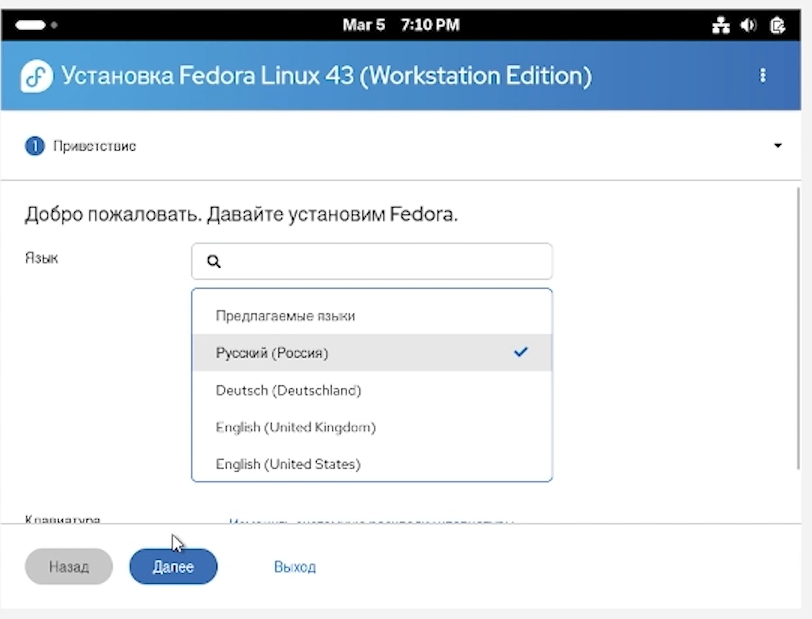 Mar 5 7:10 PM
Установка Fedora Linux 43 (Workstation Edition)
1 Приветствие
Добро пожаловать. Давайте установим Fedora.
Язык
Предлагаемые языки
Русский (Россия)
Deutsch (Deutschland)
English (United Kingdom)
English (United States)
Клавиатура
Назад Далее Выход